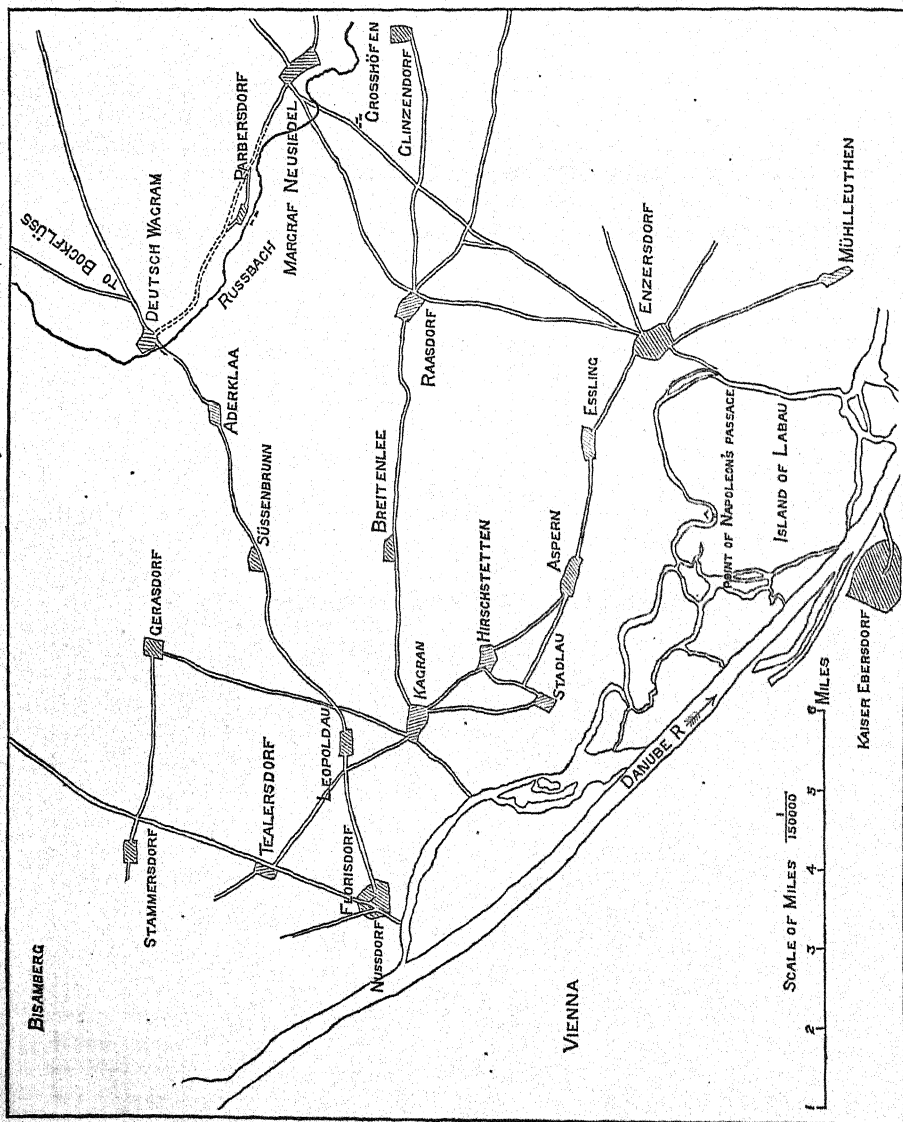 BISAMBERG
STAMMERSDORF
GERASDORF
TO BOCKFLÜSS
DEUTSCH WAGRAM
PARBERSDORF
RUSSBACH
MARGRAF NEUSIEDEL
GROSSHÖFEN
GLINZENDORF
ADERKLAA
SÜSSENBRUNN
TEALERSDORF
LEOPOLDAU
FLORISDORF
NUSSDORF
KAGRAN
BREITENLEE
RAASDORF
HIRSCHSTETTEN
STADLAU
ASPERN
ESSLING
ENZERSDORF
MÜHLLEUTHEN
POINT OF NAPOLEON'S PASSAGE
ISLAND OF LABAU
DANUBE R.
VIENNA
KAISER EBERSDORF
SCALE OF MILES 1/150000
1 2 3 4 5 6 MILES